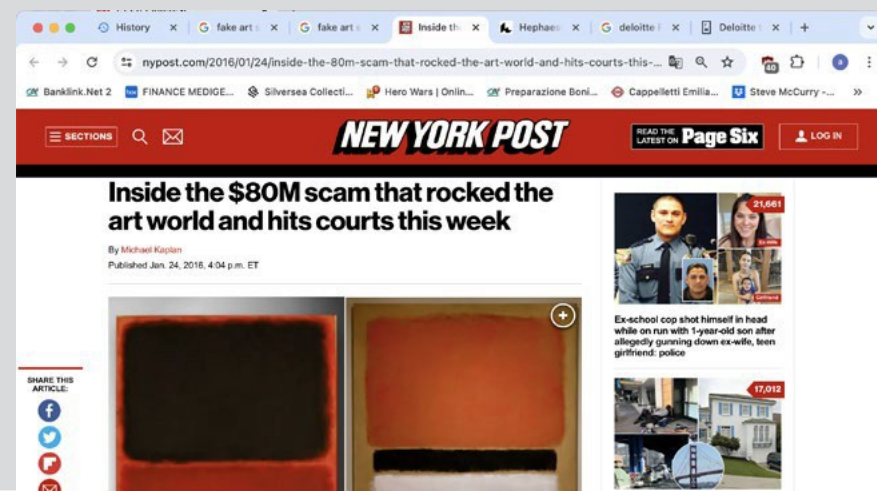 History
fake art
fake art
Inside th
Hephaes
deloitte
Deloitte
nypost.com/2016/01/24/inside-the-80m-scam-that-rocked-the-art-world-and-hits-courts-this-...
40
a
Banklink.Net 2
FINANCE MEDIGE...
Silversea Collecti...
Hero Wars | Onlin...
Preparazione Boni...
Cappelletti Emilia...
Steve McCurry -...
SECTIONS
NEW YORK POST
READ THE
LATEST ON
Page Six
LOG IN
Inside the $80M scam that rocked the
art world and hits courts this week
By Michael Kaplan
Published Jan. 24, 2016, 4:04 p.m. ET
SHARE THIS
ARTICLE:
21,661
Ex-wife
Girlfriend
Ex-school cop shot himself in head
while on run with 1-year-old son after
allegedly gunning down ex-wife, teen
girlfriend: police
17,012